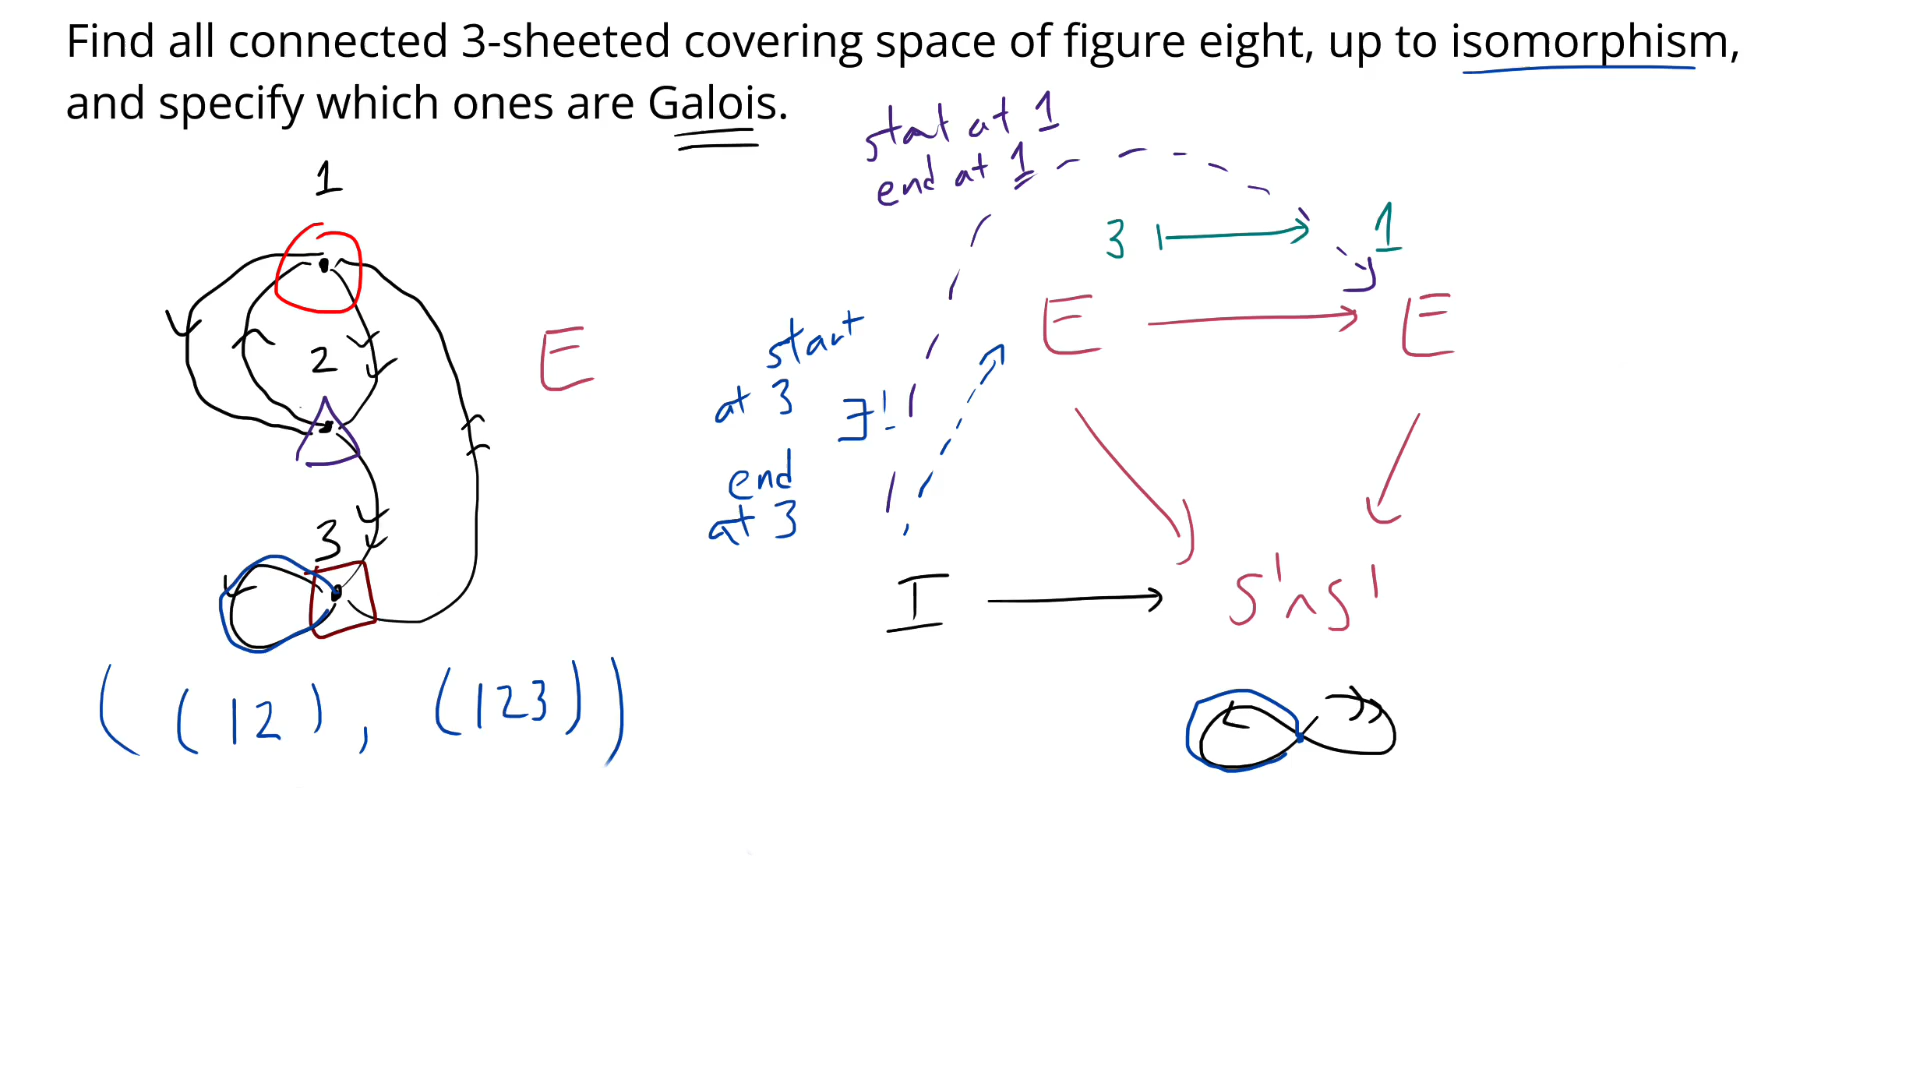 Find all connected 3-sheeted covering space of figure eight, up to isomorphism,
and specify which ones are Galois.
stat at 1
end at 1
1
3 ↦ 1
y
2
E
E → E
start
at 3
∃!
end
at 3
3
I → S¹∧S¹
((12), (123))